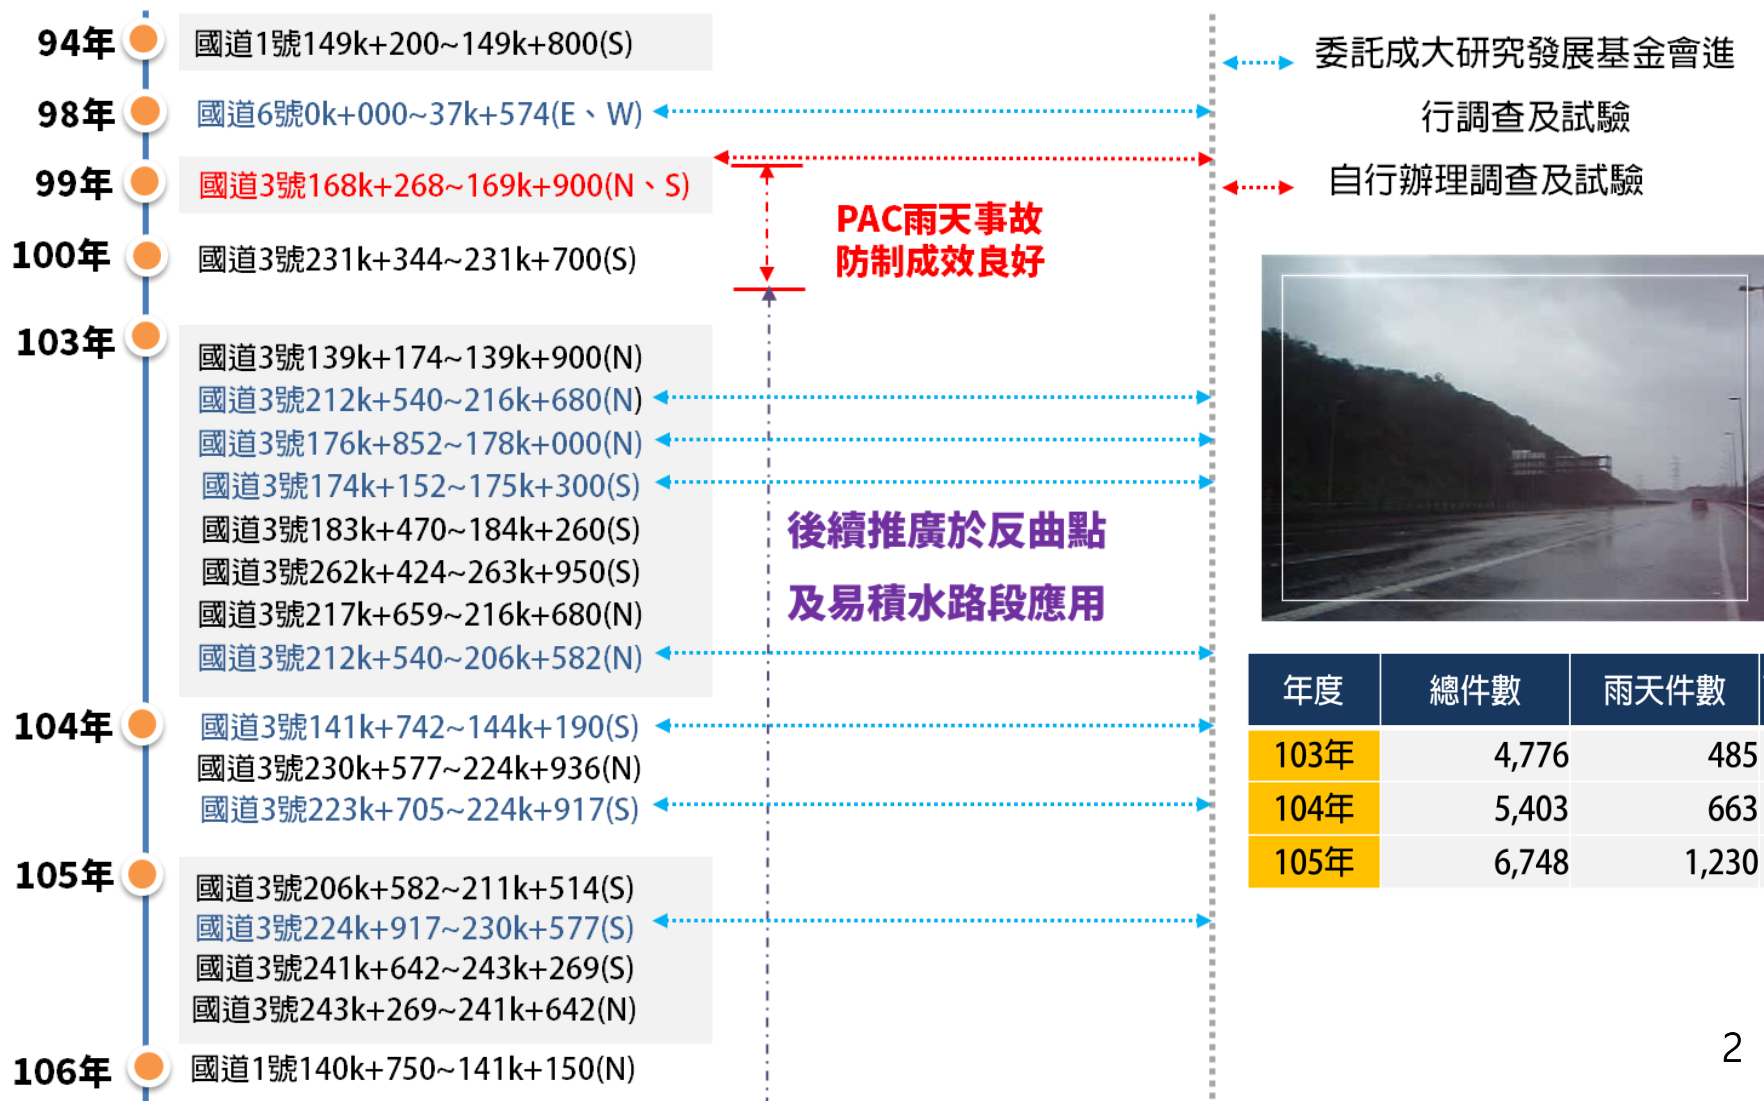 94年
國道1號149k+200~149k+800(S)
98年
國道6號0k+000~37k+574(E、W)
99年
國道3號168k+268~169k+900(N、S)
100年
國道3號231k+344~231k+700(S)
103年
國道3號139k+174~139k+900(N)
國道3號212k+540~216k+680(N)
國道3號176k+852~178k+000(N)
國道3號174k+152~175k+300(S)
國道3號183k+470~184k+260(S)
國道3號262k+424~263k+950(S)
國道3號217k+659~216k+680(N)
國道3號212k+540~206k+582(N)
104年
國道3號141k+742~144k+190(S)
國道3號230k+577~224k+936(N)
國道3號223k+705~224k+917(S)
105年
國道3號206k+582~211k+514(S)
國道3號224k+917~230k+577(S)
國道3號241k+642~243k+269(S)
國道3號243k+269~241k+642(N)
106年
國道1號140k+750~141k+150(N)
PAC雨天事故
防制成效良好
後續推廣於反曲點
及易積水路段應用
委託成大研究發展基金會進
行調查及試驗
自行辦理調查及試驗
年度 總件數 雨天件數
103年 4,776 485
104年 5,403 663
105年 6,748 1,230
2